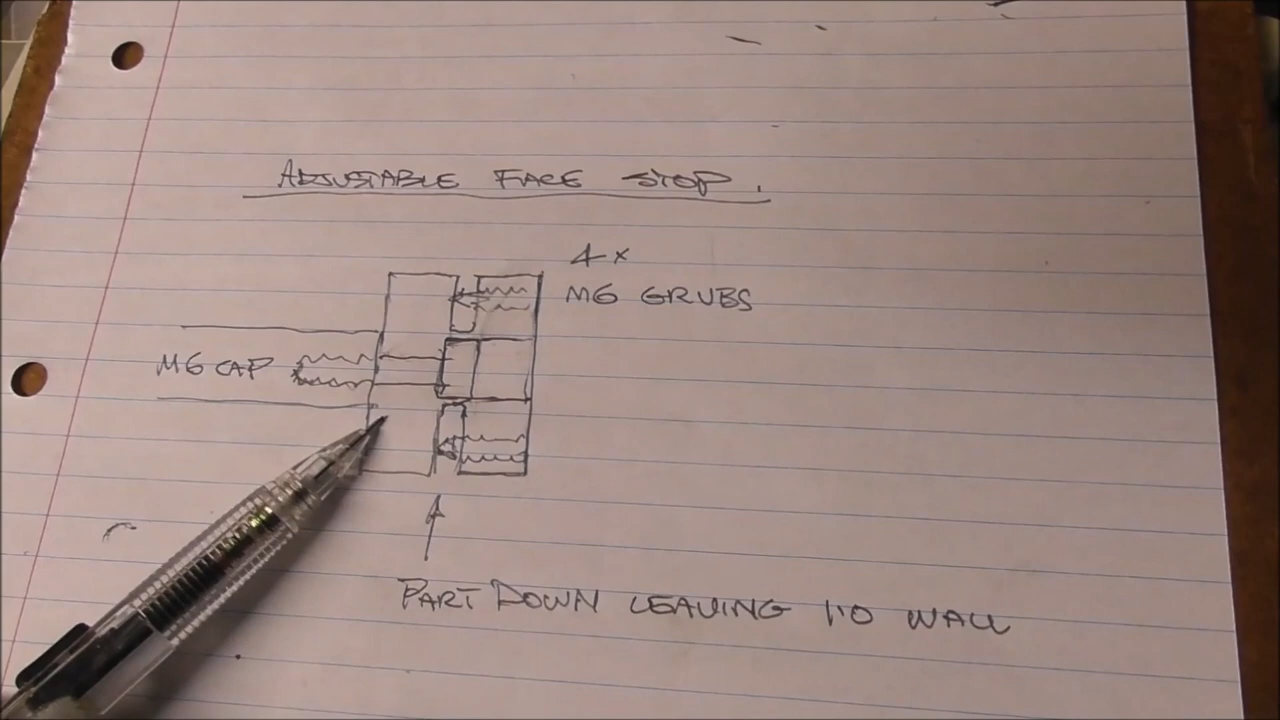 ADJUSTABLE FACE STOP.
4 x
M6 GRUBS
M6 CAP
PART DOWN LEAVING 1.0 WALL